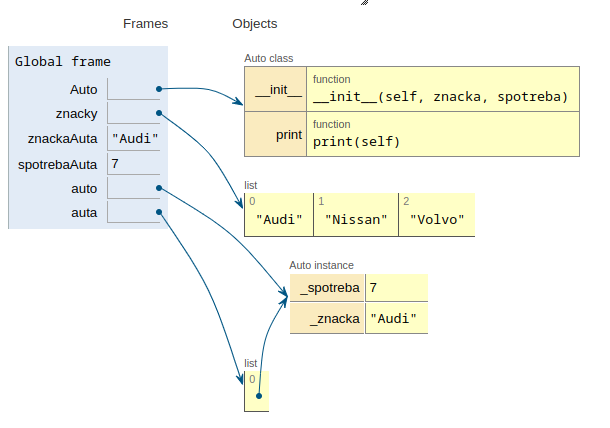 Frames Objects
Global frame
Auto
znacky
znackaAuta "Audi"
spotrebaAuta 7
auto
auta
Auto class
__init__ function
__init__(self, znacka, spotreba)
print function
print(self)
list
0 1 2
"Audi" "Nissan" "Volvo"
Auto instance
_spotreba 7
_znacka "Audi"
list
0